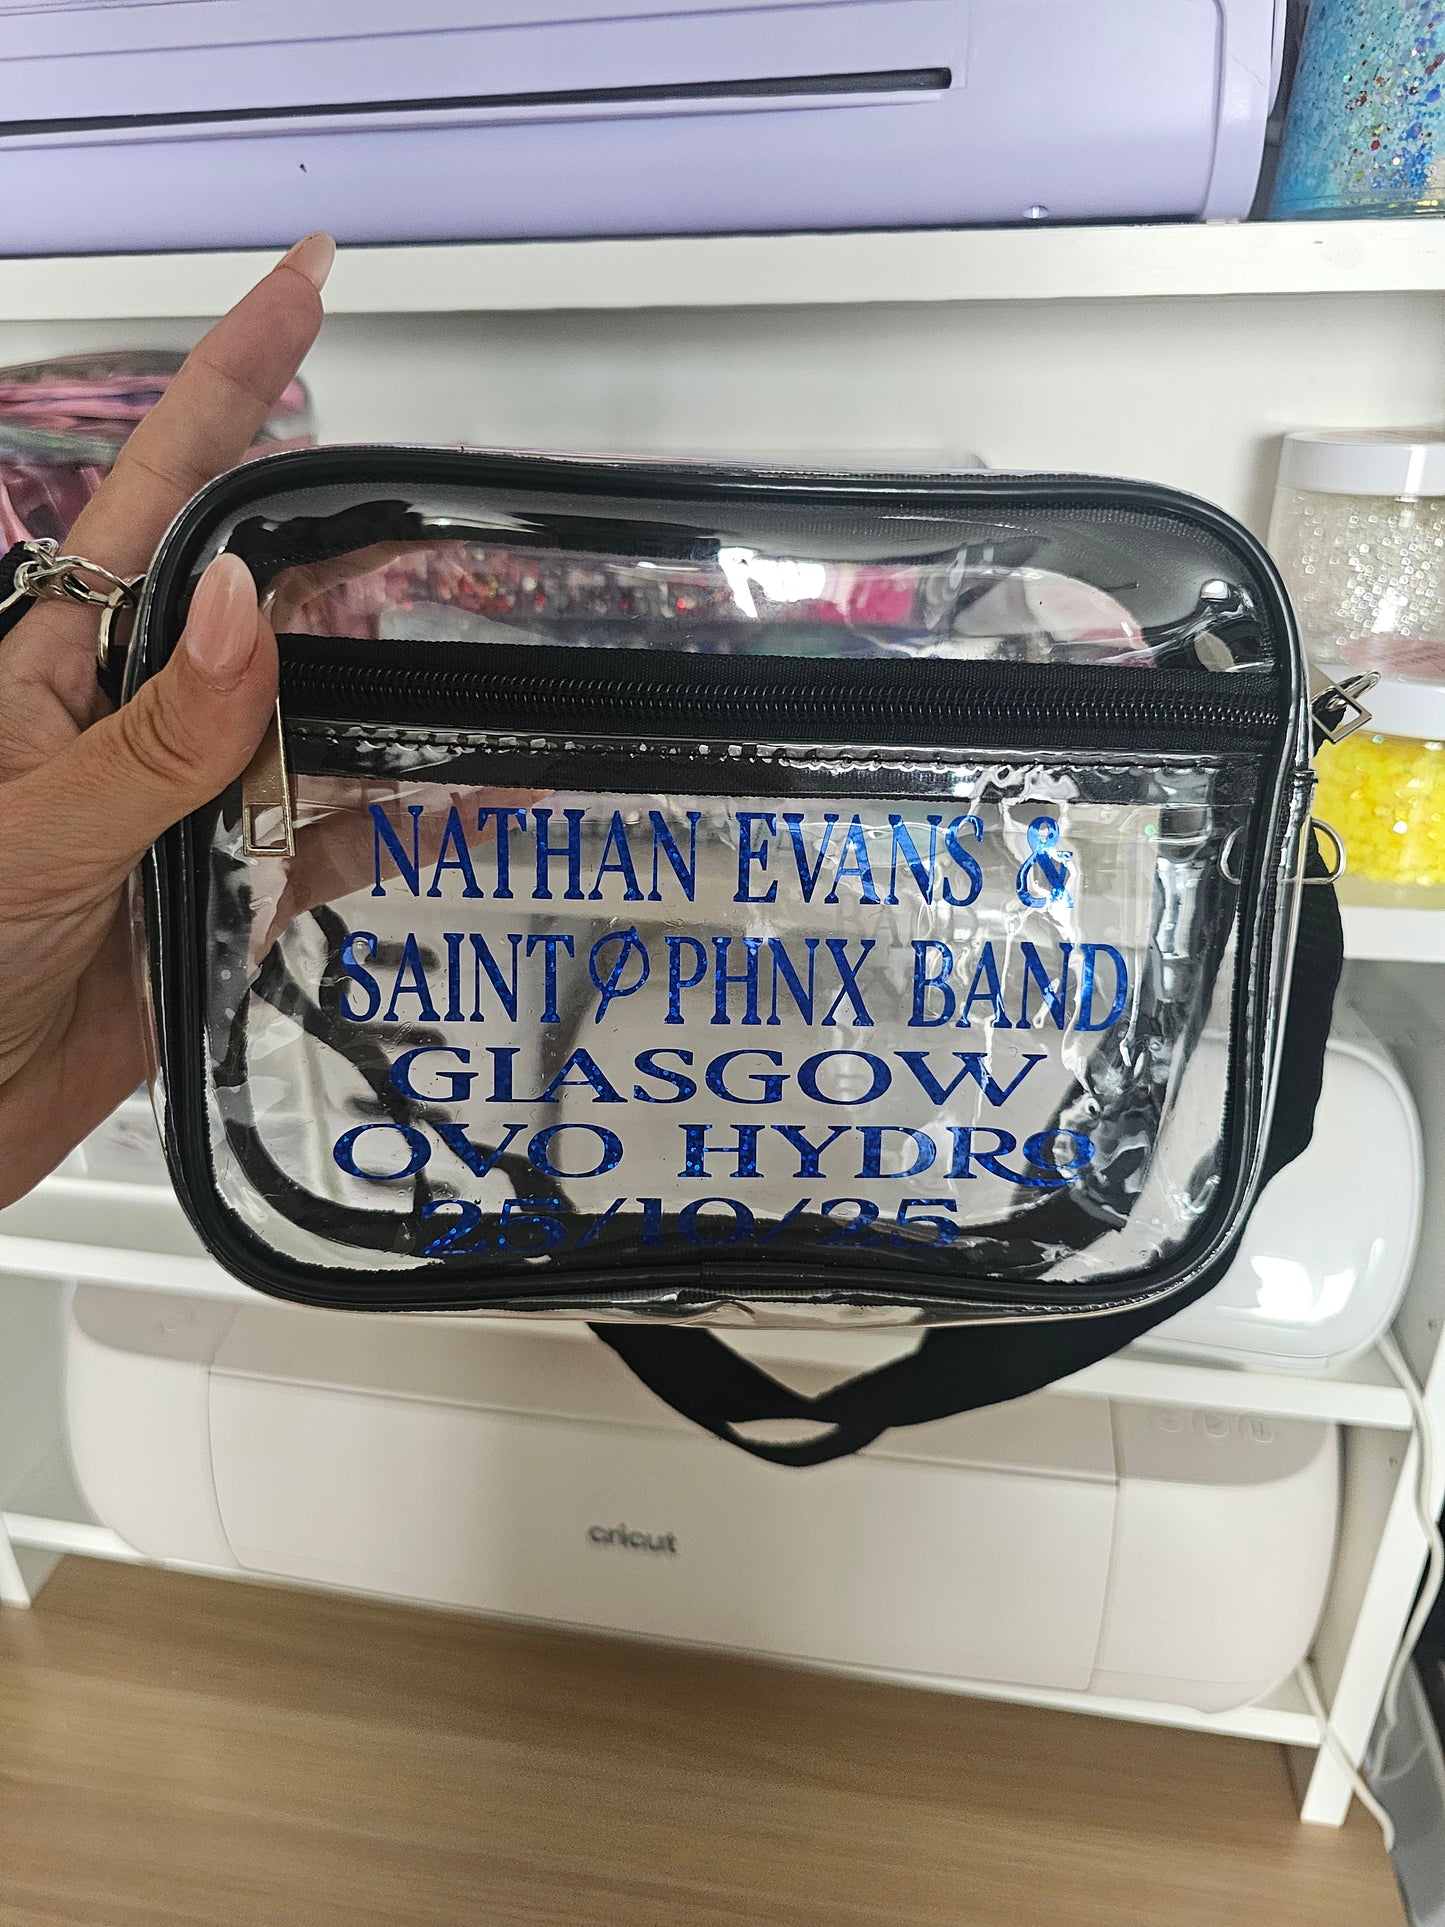 NATHAN EVANS &
SAINT PHNX BAND
GLASGOW
OVO HYDRO
25/10/25
cricut